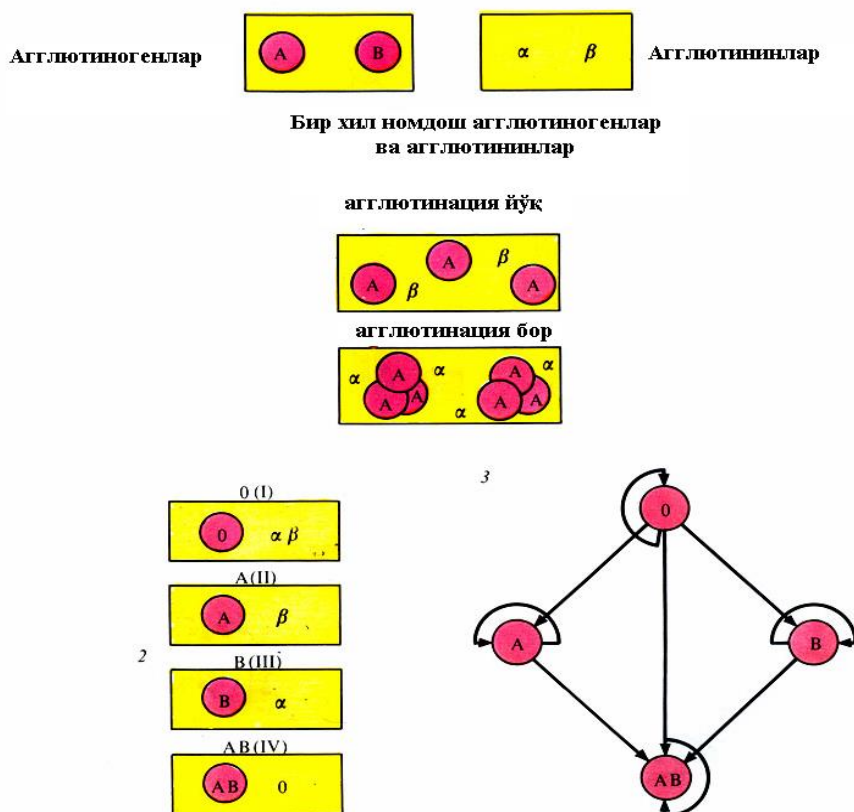 Агглютиногенлар
A B
α β
Агглютининлар
Бир хил номдош агглютиногенлар
ва агглютининлар
агглютинация йўқ
A β A β A
агглютинация бор
α A A A α α A A A α
2
0 (I)
0 α β
A (II)
A β
B (III)
B α
AB (IV)
AB 0
3
0
A
B
AB